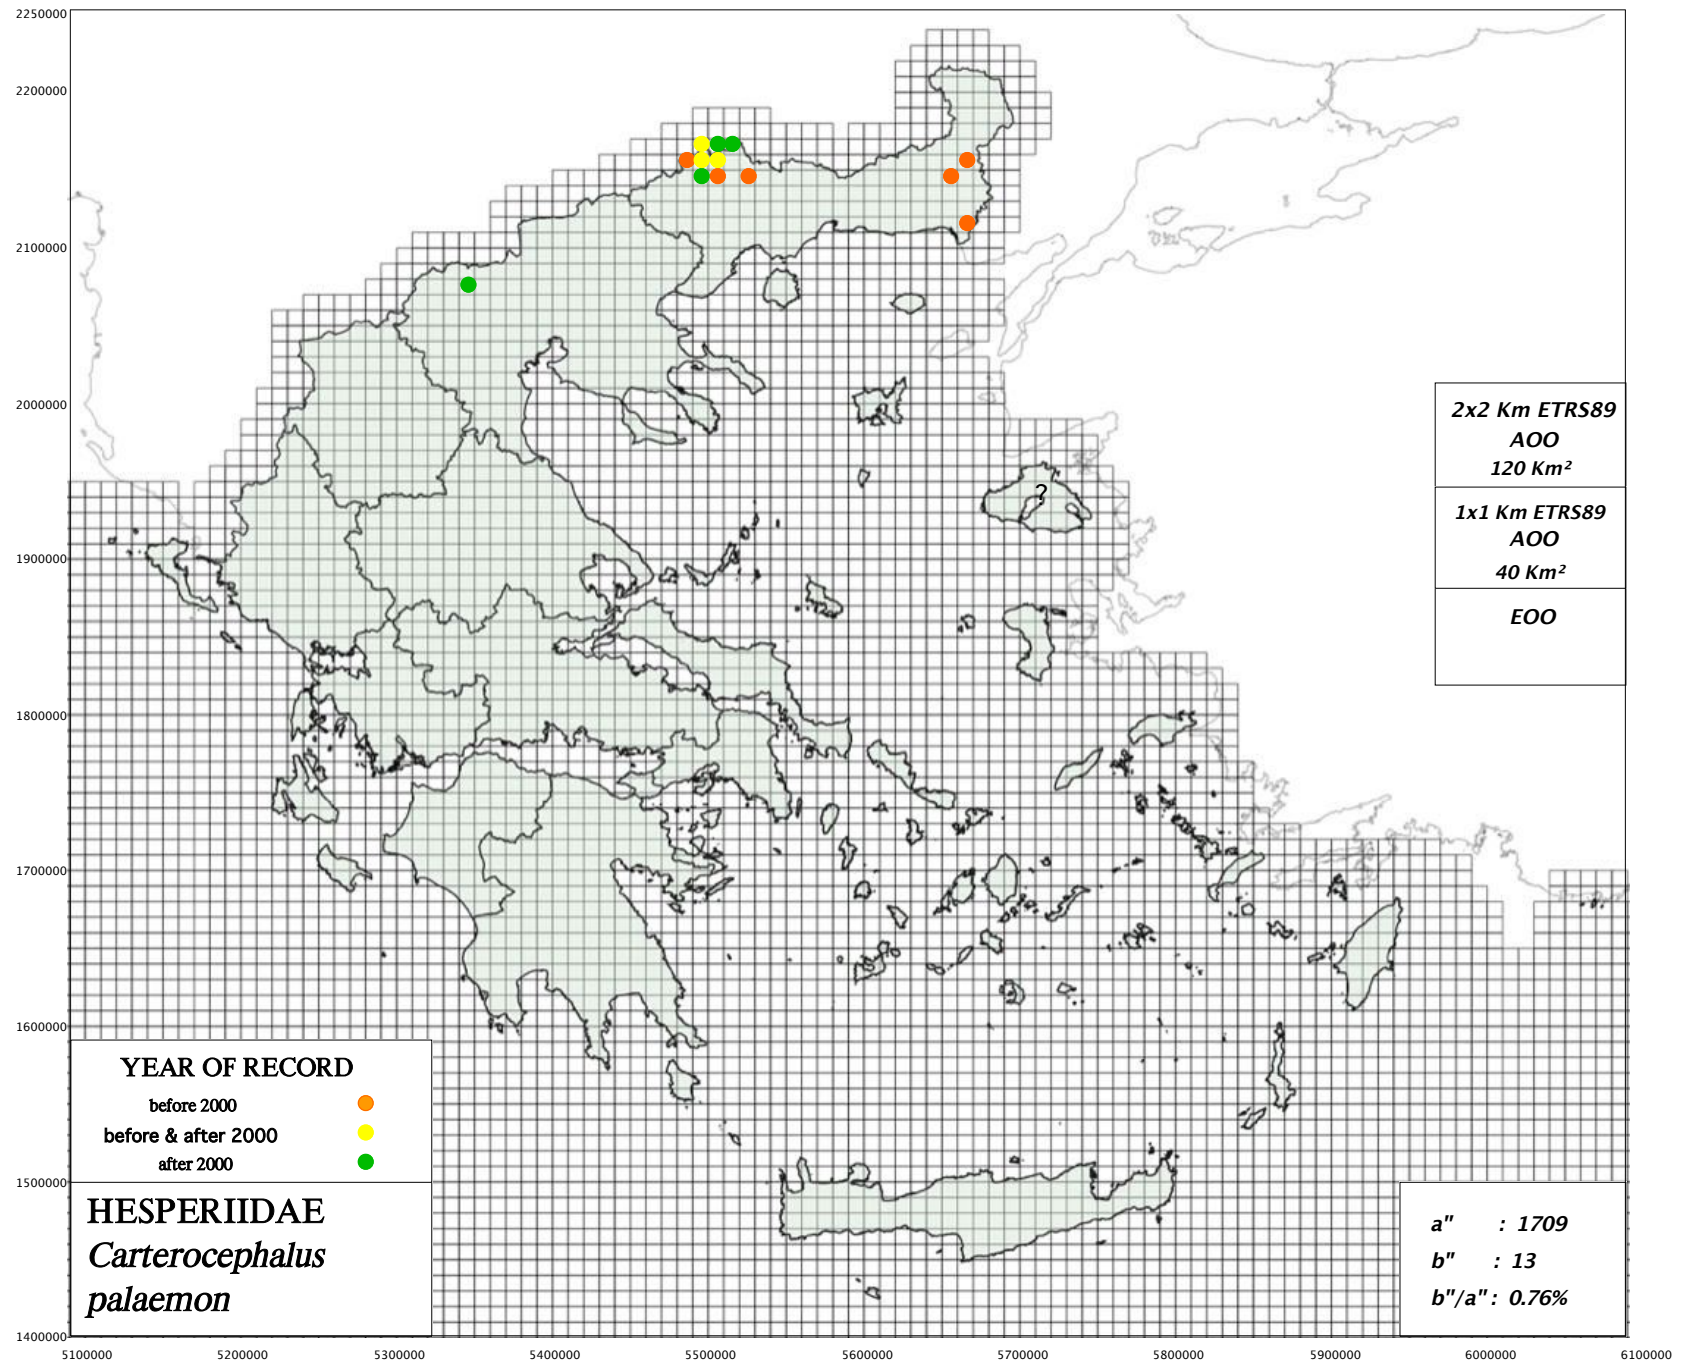 2250000
2200000
2100000
2000000
1900000
1800000
1700000
1600000
1500000
1400000
?
2x2 Km ETRS89
AOO
120 Km²
1x1 Km ETRS89
AOO
40 Km²
EOO
YEAR OF RECORD
before 2000
before & after 2000
after 2000
HESPERIIDAE
Carterocephalus
palaemon
a" : 1709
b" : 13
b"/a" : 0.76%
5100000 5200000 5300000 5400000 5500000 5600000 5700000 5800000 5900000 6000000 6100000